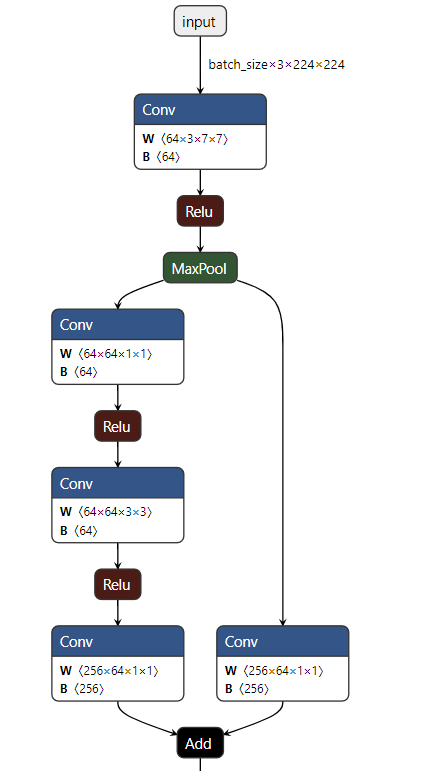 input
batch_size×3×224×224
Conv
W ⟨64×3×7×7⟩
B ⟨64⟩
Relu
MaxPool
Conv
W ⟨64×64×1×1⟩
B ⟨64⟩
Relu
Conv
W ⟨64×64×3×3⟩
B ⟨64⟩
Relu
Conv
W ⟨256×64×1×1⟩
B ⟨256⟩
Conv
W ⟨256×64×1×1⟩
B ⟨256⟩
Add